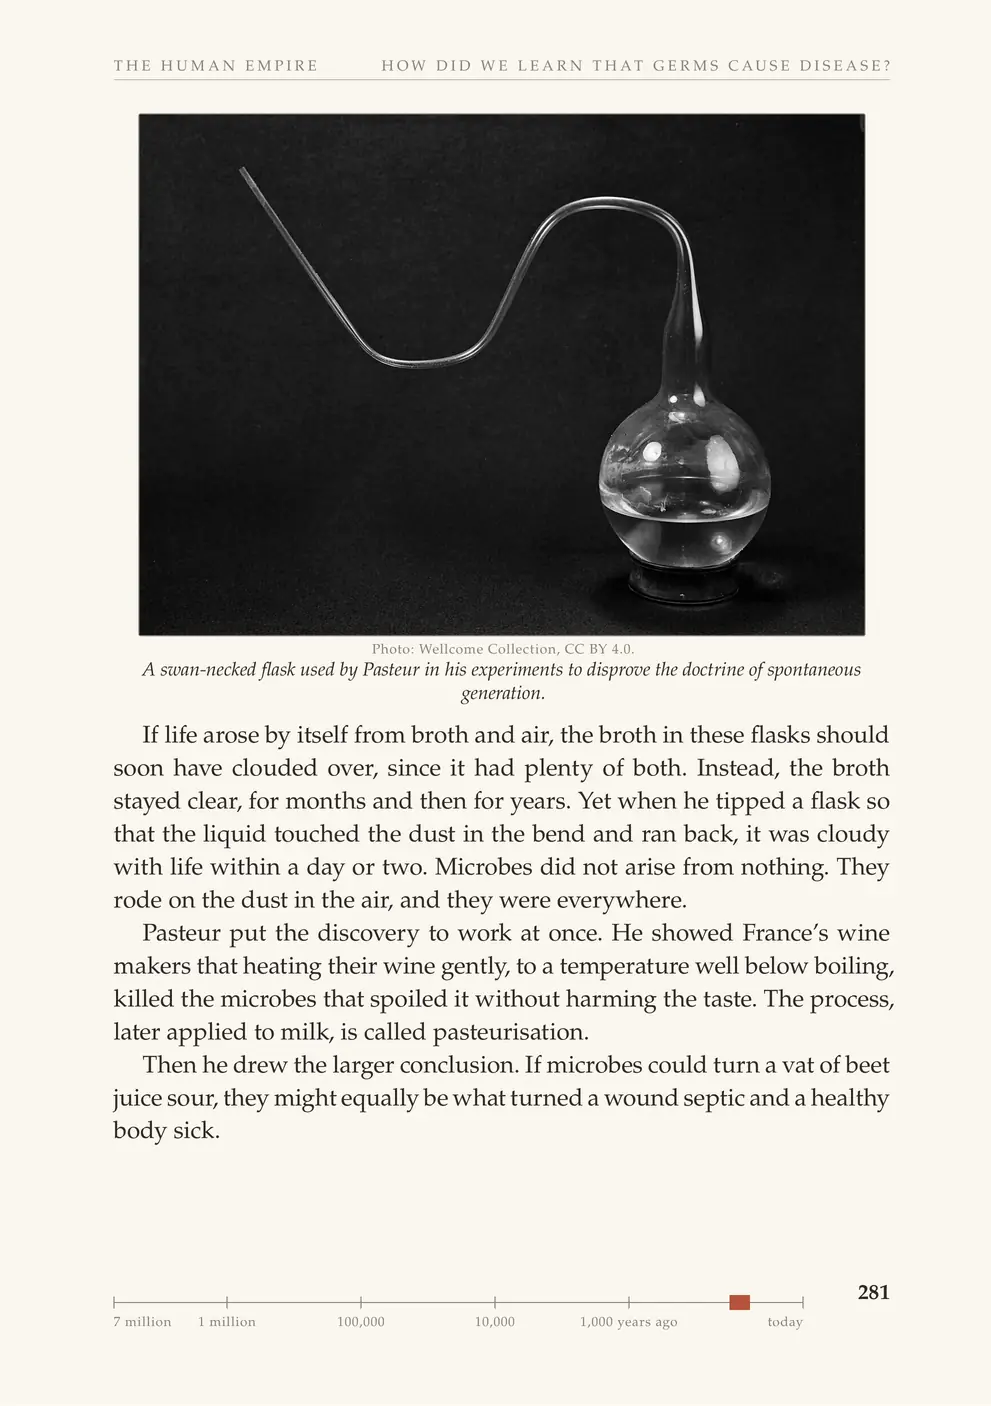 THE HUMAN EMPIRE HOW DID WE LEARN THAT GERMS CAUSE DISEASE?
Photo: Wellcome Collection, CC BY 4.0.
A swan-necked flask used by Pasteur in his experiments to disprove the doctrine of spontaneous
generation.
If life arose by itself from broth and air, the broth in these flasks should
soon have clouded over, since it had plenty of both. Instead, the broth
stayed clear, for months and then for years. Yet when he tipped a flask so
that the liquid touched the dust in the bend and ran back, it was cloudy
with life within a day or two. Microbes did not arise from nothing. They
rode on the dust in the air, and they were everywhere.
Pasteur put the discovery to work at once. He showed France’s wine
makers that heating their wine gently, to a temperature well below boiling,
killed the microbes that spoiled it without harming the taste. The process,
later applied to milk, is called pasteurisation.
Then he drew the larger conclusion. If microbes could turn a vat of beet
juice sour, they might equally be what turned a wound septic and a healthy
body sick.
281
7 million 1 million 100,000 10,000 1,000 years ago today